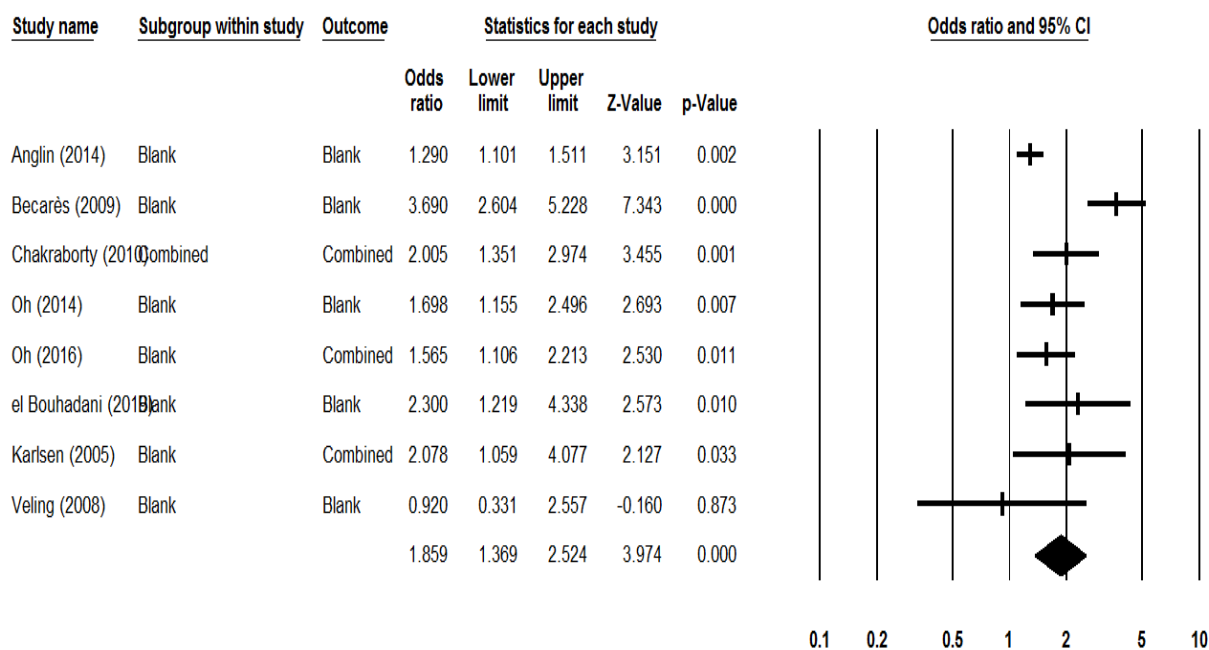 Study name Subgroup within study Outcome Statistics for each study Odds ratio and 95% CI
Odds ratio Lower limit Upper limit Z-Value p-Value
Anglin (2014) Blank Blank 1.290 1.101 1.511 3.151 0.002
Becarès (2009) Blank Blank 3.690 2.604 5.228 7.343 0.000
Chakraborty (2010) Combined Combined 2.005 1.351 2.974 3.455 0.001
Oh (2014) Blank Blank 1.698 1.155 2.496 2.693 0.007
Oh (2016) Blank Combined 1.565 1.106 2.213 2.530 0.011
el Bouhadani Blank Blank 2.300 1.219 4.338 2.573 0.010
Karlsen (2005) Blank Combined 2.078 1.059 4.077 2.127 0.033
Veling (2008) Blank Blank 0.920 0.331 2.557 -0.160 0.873
1.859 1.369 2.524 3.974 0.000
0.1 0.2 0.5 1 2 5 10